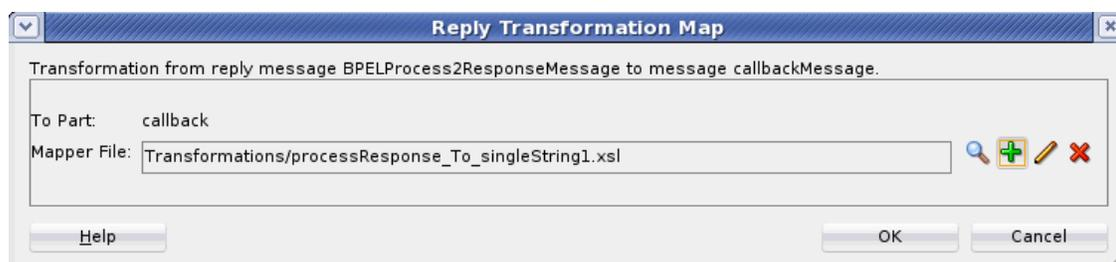 Reply Transformation Map
Transformation from reply message BPELProcess2ResponseMessage to message callbackMessage.
To Part: callback
Mapper File: Transformations/processResponse_To_singleString1.xsl
Help OK Cancel